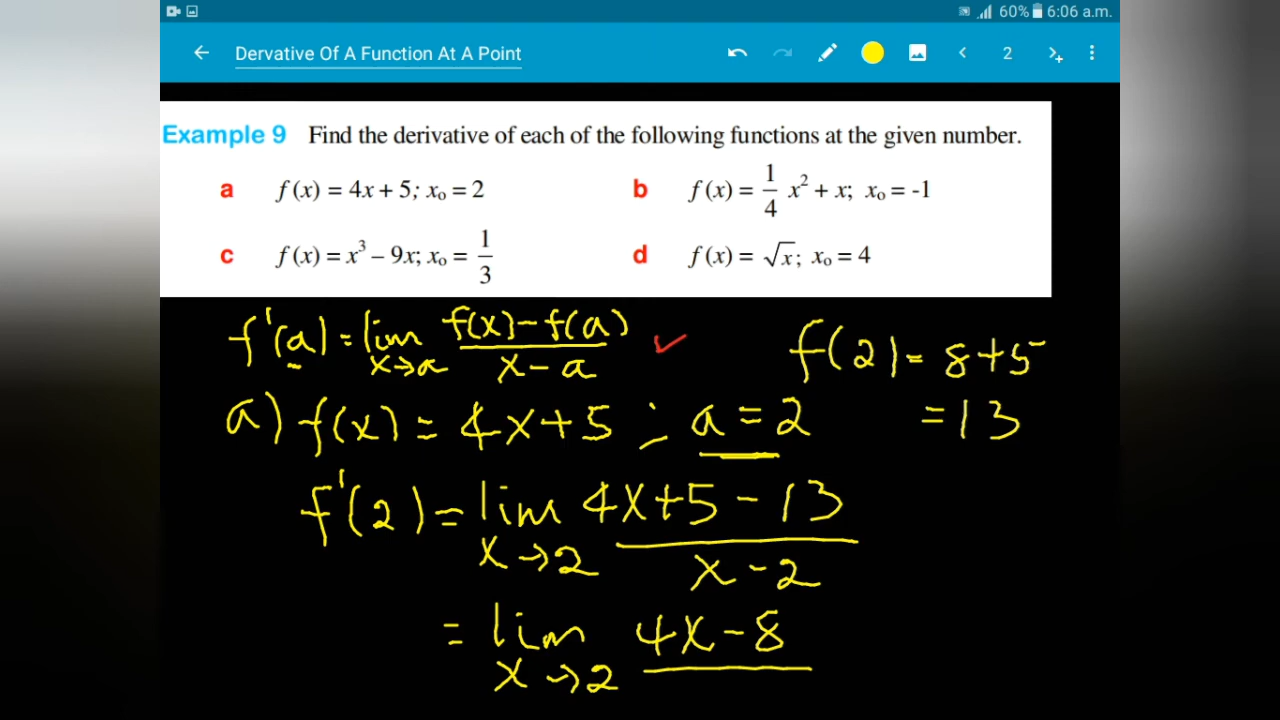 60% 6:06 a.m.
Dervative Of A Function At A Point
2
Example 9 Find the derivative of each of the following functions at the given number.
a f (x) = 4x + 5; x₀ = 2
b f (x) = 1/4 x² + x; x₀ = -1
c f (x) = x³ – 9x; x₀ = 1/3
d f (x) = √x; x₀ = 4
f'(a) = lim x→a f(x) - f(a) / x - a ✓
f(2) = 8+5
= 13
a) f(x) = 4x+5 ; a = 2
f'(2) = lim x→2 4x+5 - 13 / x - 2
= lim x→2 4x - 8